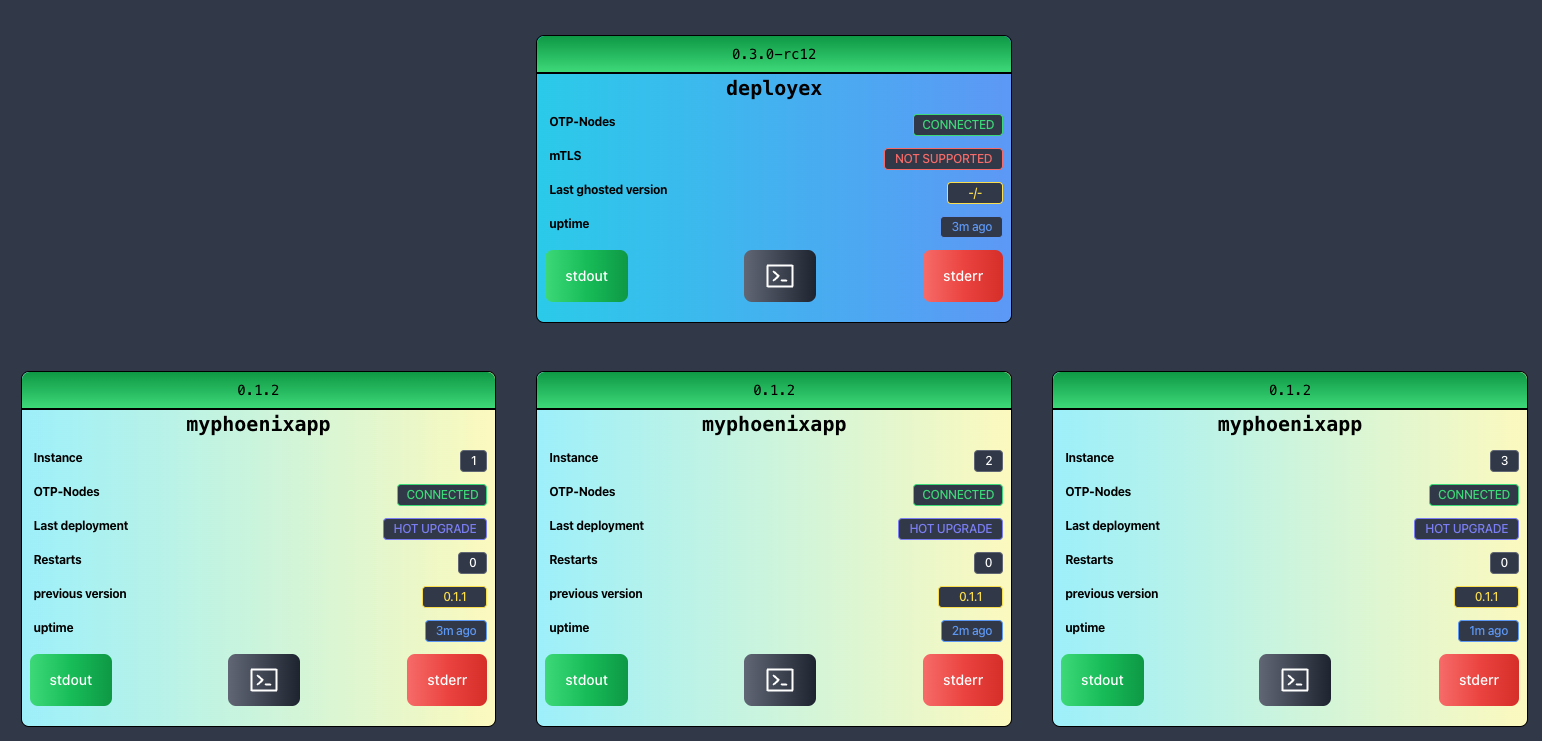 0.3.0-rc12
deployex
OTP-Nodes CONNECTED
mTLS NOT SUPPORTED
Last ghosted version -/-
uptime 3m ago
stdout stderr
0.1.2
myphoenixapp
Instance 1
OTP-Nodes CONNECTED
Last deployment HOT UPGRADE
Restarts 0
previous version 0.1.1
uptime 3m ago
stdout stderr
0.1.2
myphoenixapp
Instance 2
OTP-Nodes CONNECTED
Last deployment HOT UPGRADE
Restarts 0
previous version 0.1.1
uptime 2m ago
stdout stderr
0.1.2
myphoenixapp
Instance 3
OTP-Nodes CONNECTED
Last deployment HOT UPGRADE
Restarts 0
previous version 0.1.1
uptime 1m ago
stdout stderr